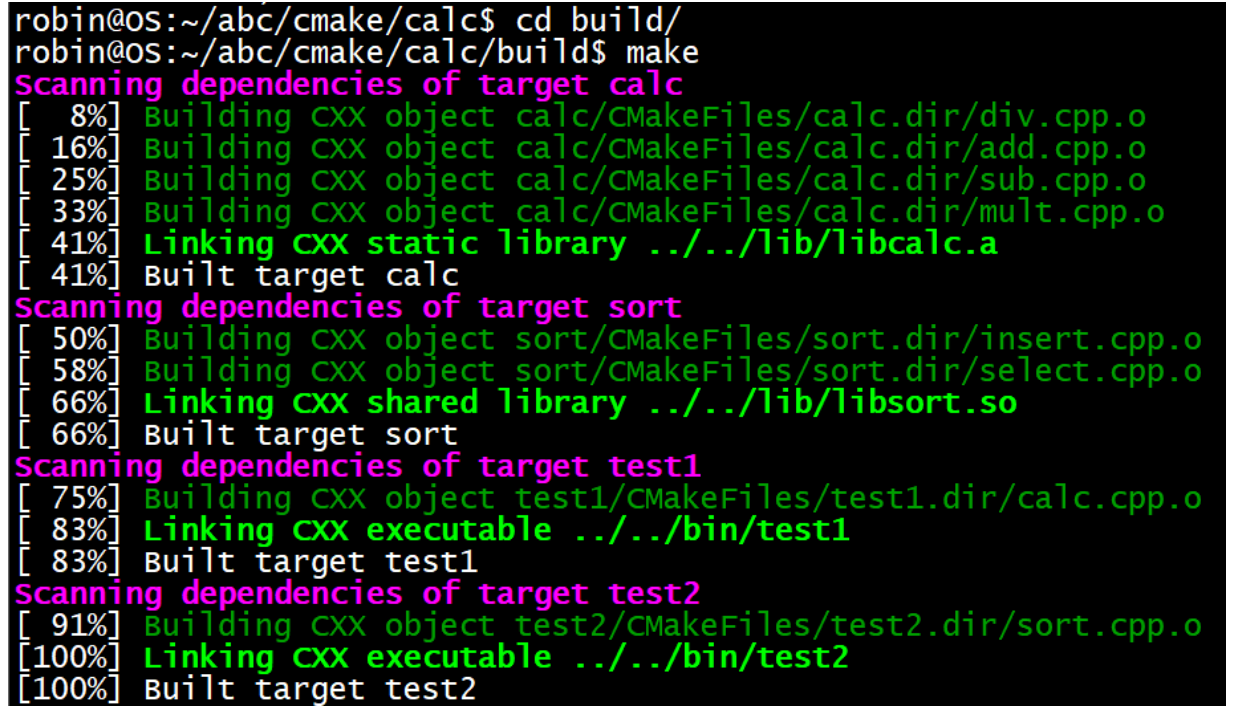 robin@OS:~/abc/cmake/calc$ cd build/
robin@OS:~/abc/cmake/calc/build$ make
Scanning dependencies of target calc
[  8%] Building CXX object calc/CMakeFiles/calc.dir/div.cpp.o
[ 16%] Building CXX object calc/CMakeFiles/calc.dir/add.cpp.o
[ 25%] Building CXX object calc/CMakeFiles/calc.dir/sub.cpp.o
[ 33%] Building CXX object calc/CMakeFiles/calc.dir/mult.cpp.o
[ 41%] Linking CXX static library ../../lib/libcalc.a
[ 41%] Built target calc
Scanning dependencies of target sort
[ 50%] Building CXX object sort/CMakeFiles/sort.dir/insert.cpp.o
[ 58%] Building CXX object sort/CMakeFiles/sort.dir/select.cpp.o
[ 66%] Linking CXX shared library ../../lib/libsort.so
[ 66%] Built target sort
Scanning dependencies of target test1
[ 75%] Building CXX object test1/CMakeFiles/test1.dir/calc.cpp.o
[ 83%] Linking CXX executable ../../bin/test1
[ 83%] Built target test1
Scanning dependencies of target test2
[ 91%] Building CXX object test2/CMakeFiles/test2.dir/sort.cpp.o
[100%] Linking CXX executable ../../bin/test2
[100%] Built target test2